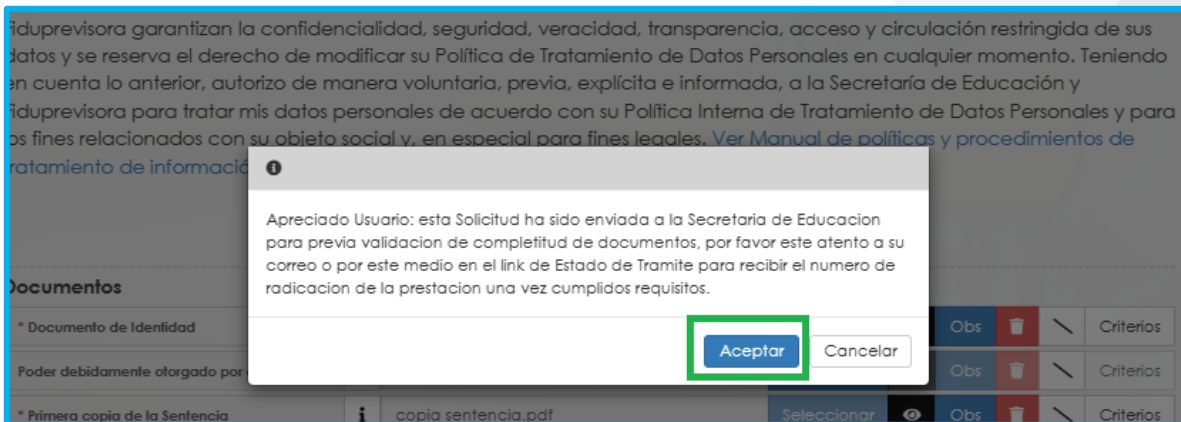 iduprevisora garantizan la confidencialidad, seguridad, veracidad, transparencia, acceso y circulación restringida de sus
datos y se reserva el derecho de modificar su Política de Tratamiento de Datos Personales en cualquier momento. Teniendo
en cuenta lo anterior, autorizo de manera voluntaria, previa, explícita e informada, a la Secretaría de Educación y
iduprevisora para tratar mis datos personales de acuerdo con su Política Interna de Tratamiento de Datos Personales y para
os fines relacionados con su objeto social y, en especial para fines legales. Ver Manual de políticas y procedimientos de
ratamiento de informació
Apreciado Usuario: esta Solicitud ha sido enviada a la Secretaria de Educacion
para previa validacion de completitud de documentos, por favor este atento a su
correo o por este medio en el link de Estado de Tramite para recibir el numero de
radicacion de la prestacion una vez cumplidos requisitos.
Aceptar Cancelar
Documentos
* Documento de Identidad Obs Criterios
Poder debidamente otorgado por Obs Criterios
* Primera copia de la Sentencia i copia sentencia.pdf Seleccionar Obs Criterios